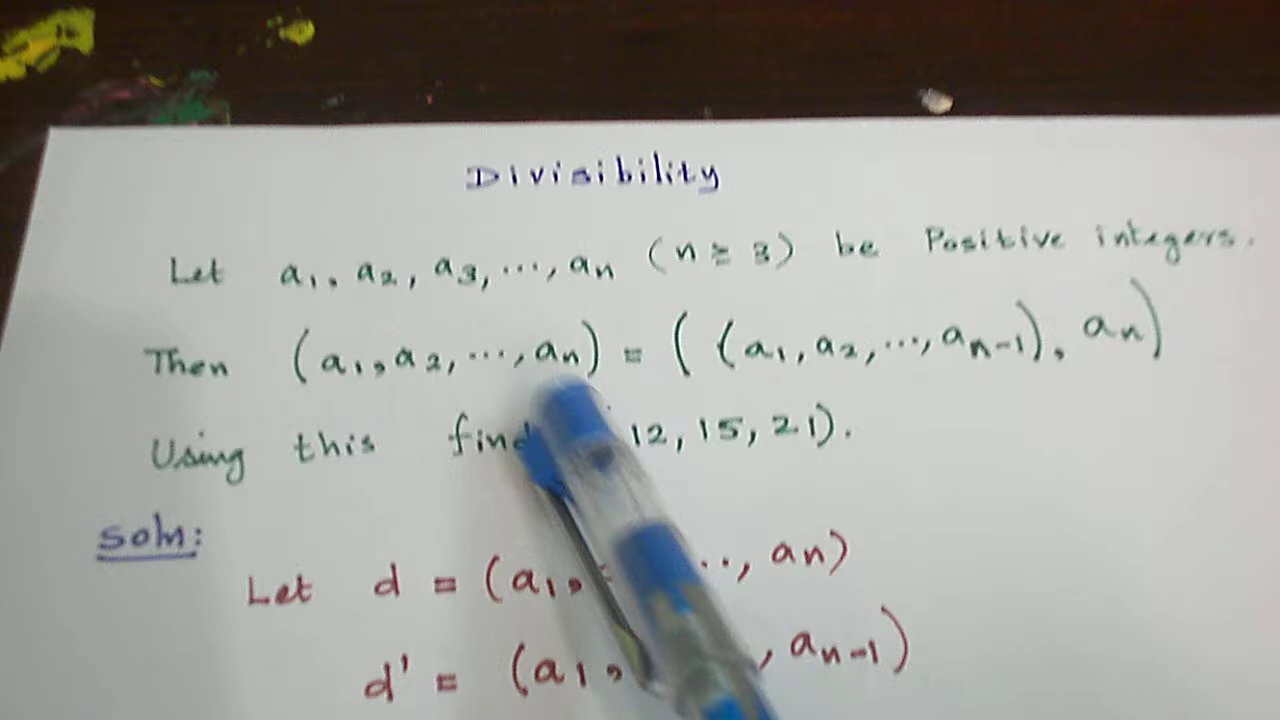 Divisibility
Let a₁, a₂, a₃, ..., aₙ (n ≥ 3) be Positive integers.
Then (a₁, a₂, ..., aₙ) = ((a₁, a₂, ..., aₙ₋₁), aₙ)
Using this find 12, 15, 21).
Soln:
Let d = (a₁, .., aₙ)
d' = (a₁, , aₙ₋₁)